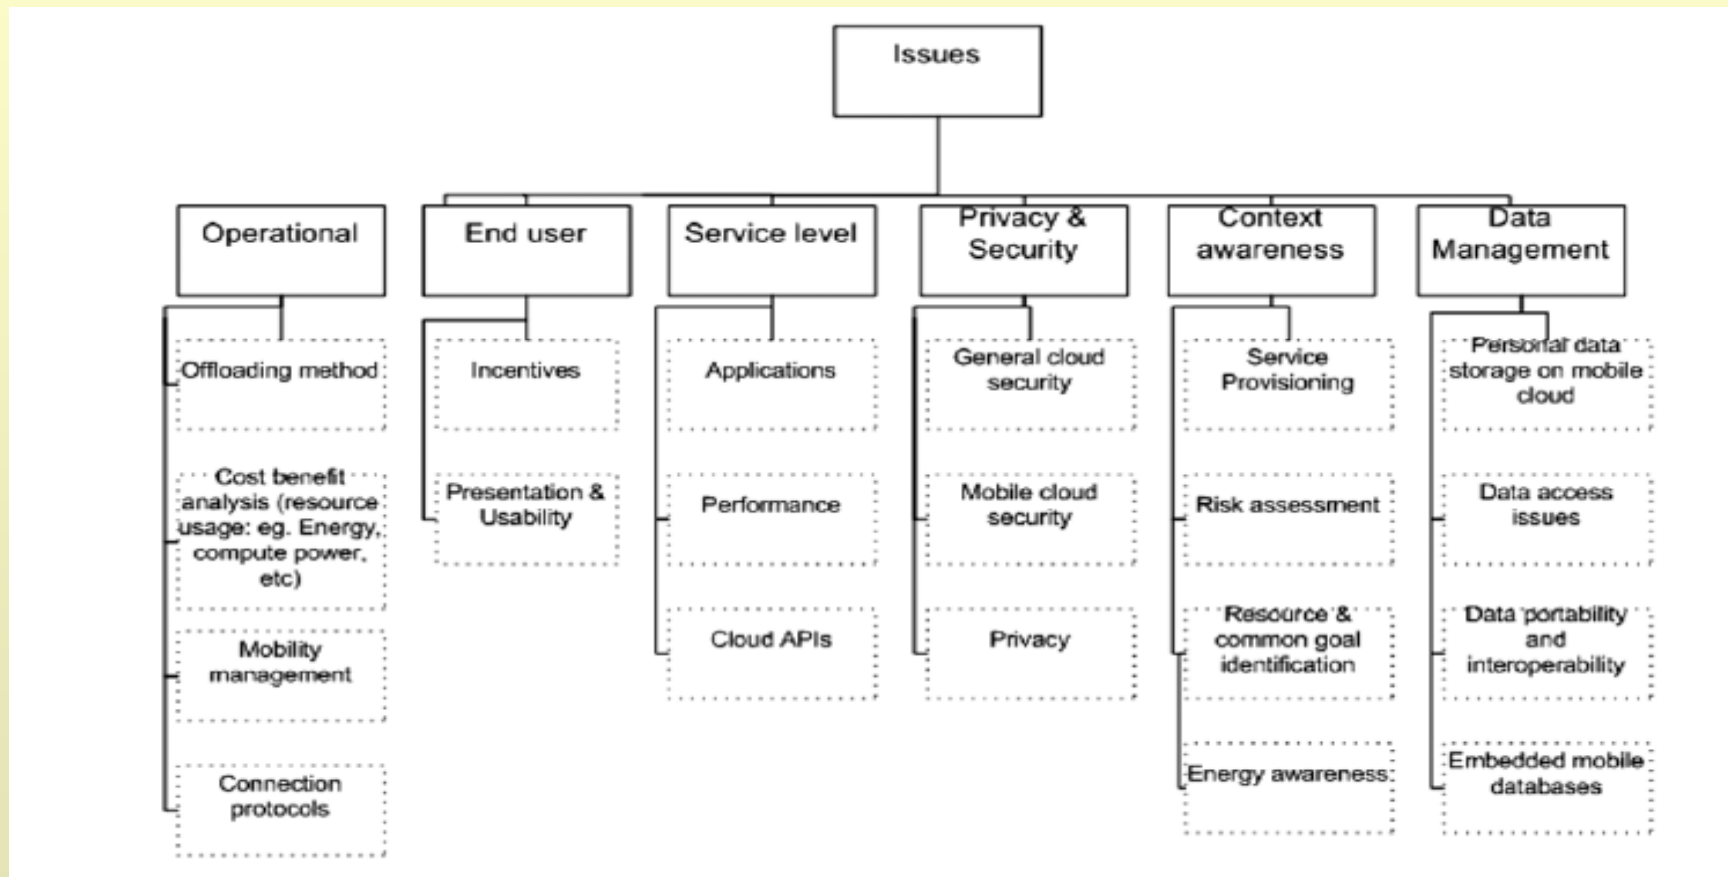 Issues
Operational
End user
Service level
Privacy &
Security
Context
awareness
Data
Management
Offloading method
Cost benefit
analysis (resource
usage: eg. Energy,
compute power,
etc)
Mobility
management
Connection
protocols
Incentives
Presentation &
Usability
Applications
Performance
Cloud APIs
General cloud
security
Mobile cloud
security
Privacy
Service
Provisioning
Risk assessment
Resource &
common goal
identification
Energy awareness
Personal data
storage on mobile
cloud
Data access
issues
Data portability
and
interoperability
Embedded mobile
databases